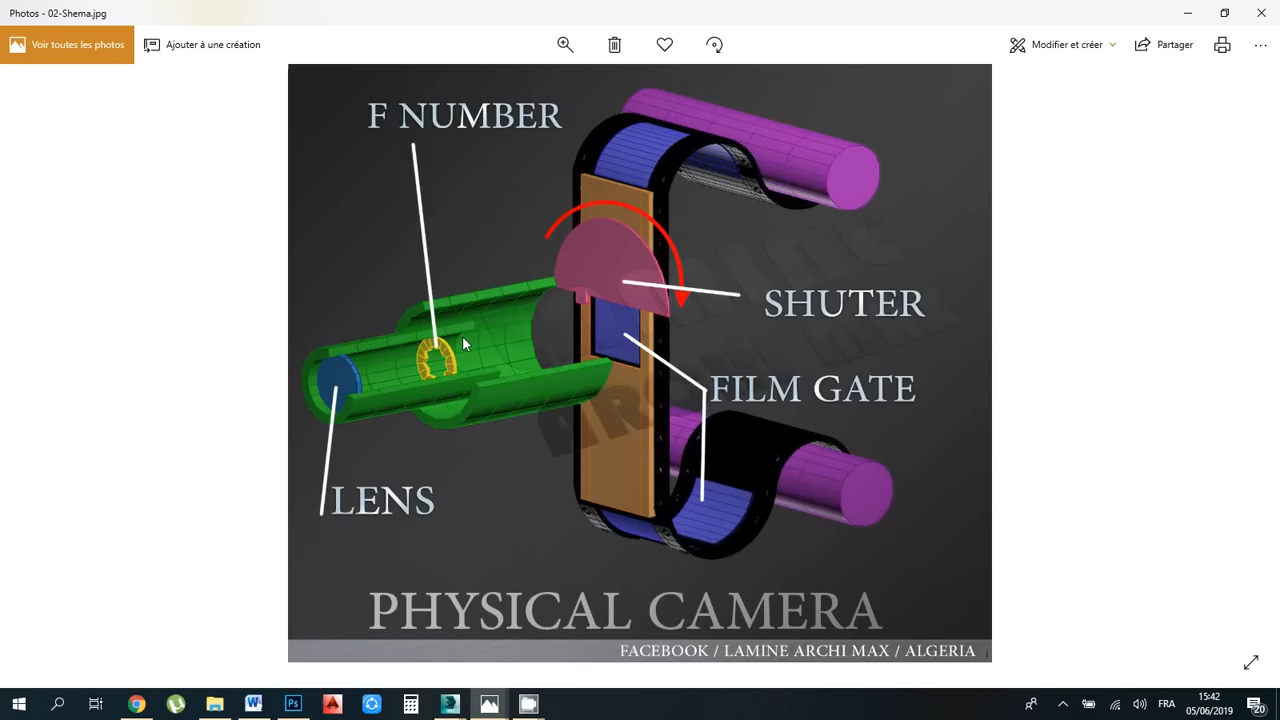 Photos - 02-Shema.jpg
Voir toutes les photos
Ajouter à une création
Modifier et créer
Partager
F NUMBER
SHUTER
FILM GATE
LENS
PHYSICAL CAMERA
FACEBOOK / LAMINE ARCHI MAX / ALGERIA
FRA
15:42
05/06/2019
20